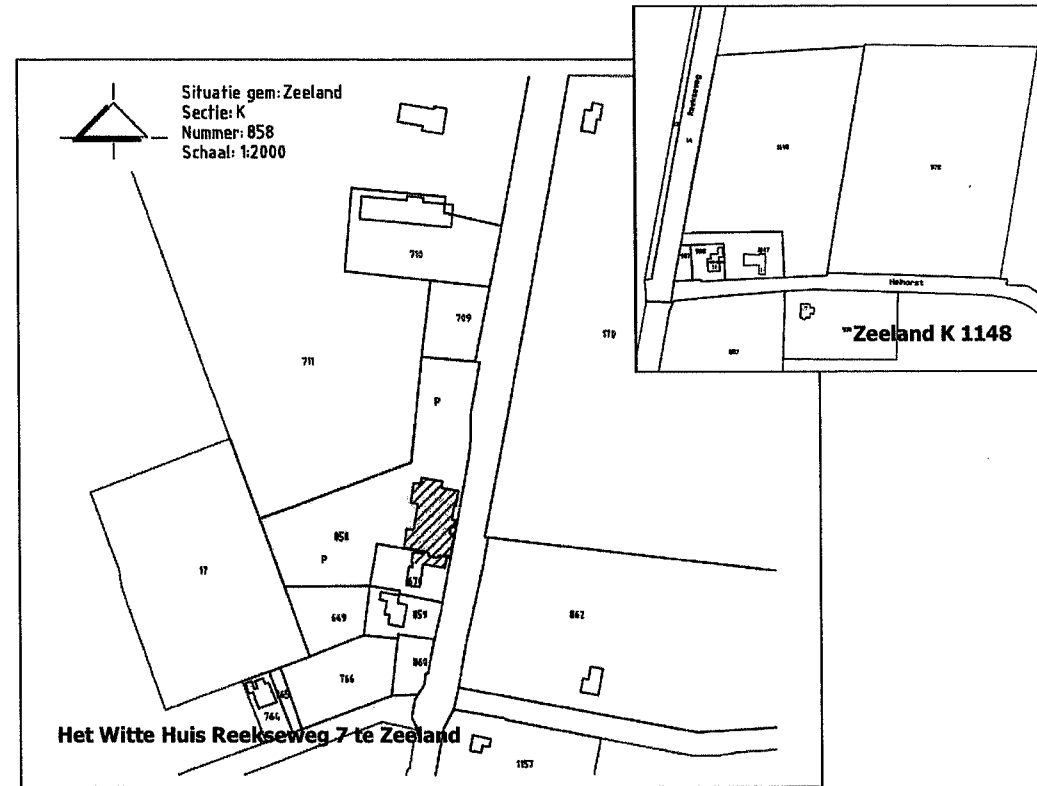 Situatie gem: Zeeland
Sectie: K
Nummer: 858
Schaal: 1:2000
710
709
711
P
858
P
17
649
859
860
766
764
862
1157
Het Witte Huis Reekseweg 7 te Zeeland
Reekseweg
Helhorst
Zeeland K 1148